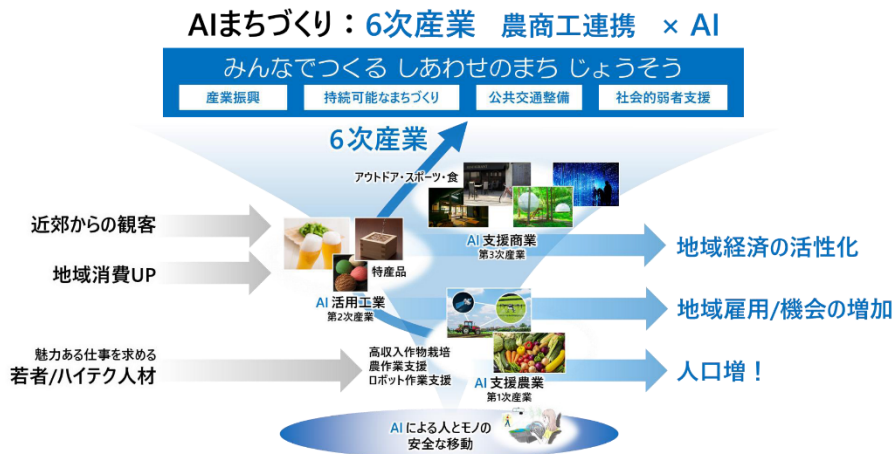 AIまちづくり：6次産業 農商工連携 × AI
みんなでつくる しあわせのまち じょうそう
産業振興
持続可能なまちづくり
公共交通整備
社会的弱者支援
6次産業
アウトドア・スポーツ・食
近郊からの観客
地域消費UP
特産品
AI 支援商業
第3次産業
地域経済の活性化
AI 活用工業
第2次産業
地域雇用/機会の増加
魅力ある仕事を求める
若者/ハイテク人材
高収入作物栽培
農作業支援
ロボット作業支援
AI 支援農業
第1次産業
人口増！
AI による人とモノの
安全な移動